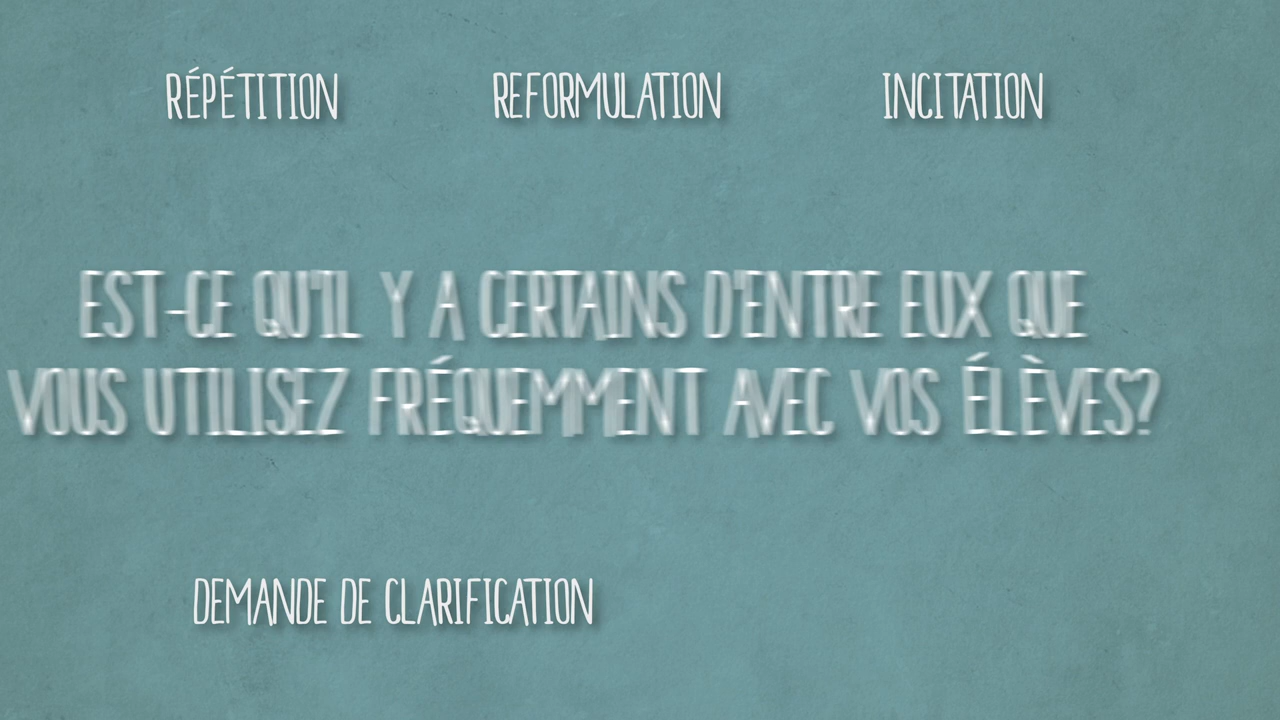 RÉPÉTITION REFORMULATION INCITATION
EST-CE QU'IL Y A CERTAINS D'ENTRE EUX QUE
VOUS UTILISEZ FRÉQUEMMENT AVEC VOS ÉLÈVES?
DEMANDE DE CLARIFICATION